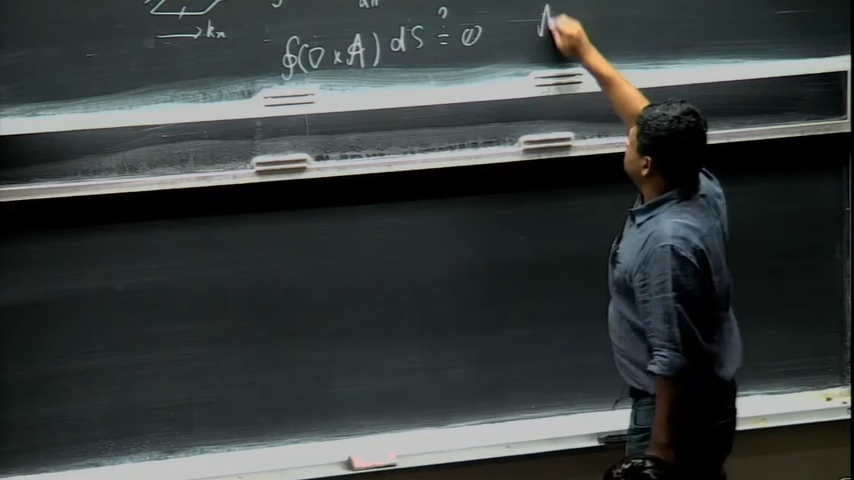 → kx
∮(∇ × A) dS ≟ 0